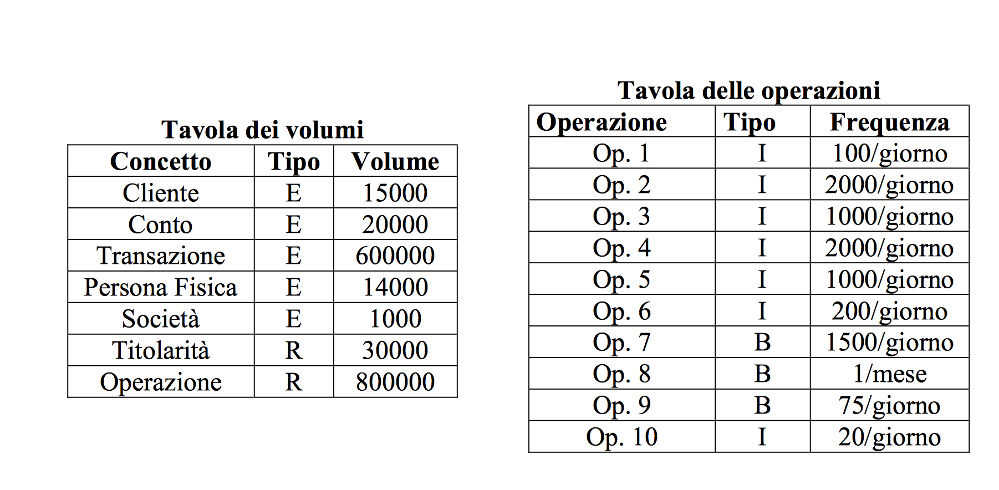 Tavola dei volumi
Concetto Tipo Volume
Cliente E 15000
Conto E 20000
Transazione E 600000
Persona Fisica E 14000
Società E 1000
Titolarità R 30000
Operazione R 800000
Tavola delle operazioni
Operazione Tipo Frequenza
Op. 1 I 100/giorno
Op. 2 I 2000/giorno
Op. 3 I 1000/giorno
Op. 4 I 2000/giorno
Op. 5 I 1000/giorno
Op. 6 I 200/giorno
Op. 7 B 1500/giorno
Op. 8 B 1/mese
Op. 9 B 75/giorno
Op. 10 I 20/giorno